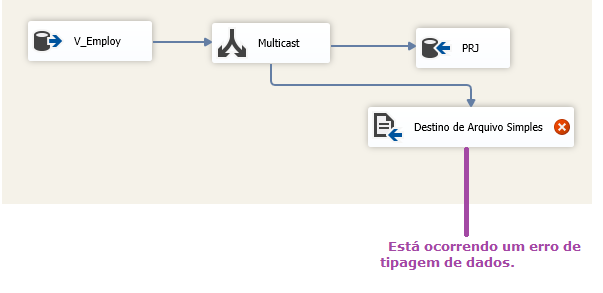 V_Employ
Multicast
PRJ
Destino de Arquivo Simples
Está ocorrendo um erro de
tipagem de dados.